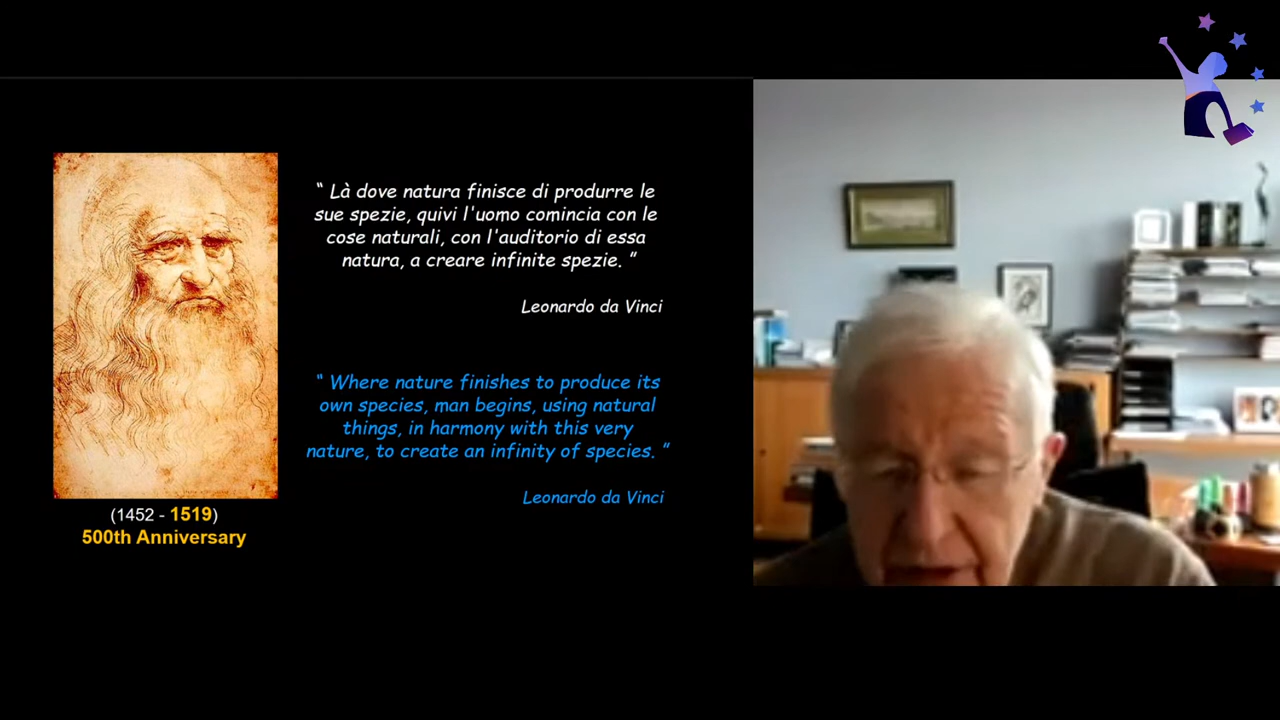 “ Là dove natura finisce di produrre le
sue spezie, quivi l'uomo comincia con le
cose naturali, con l'auditorio di essa
natura, a creare infinite spezie. ”
Leonardo da Vinci
“ Where nature finishes to produce its
own species, man begins, using natural
things, in harmony with this very
nature, to create an infinity of species. ”
Leonardo da Vinci
(1452 - 1519)
500th Anniversary